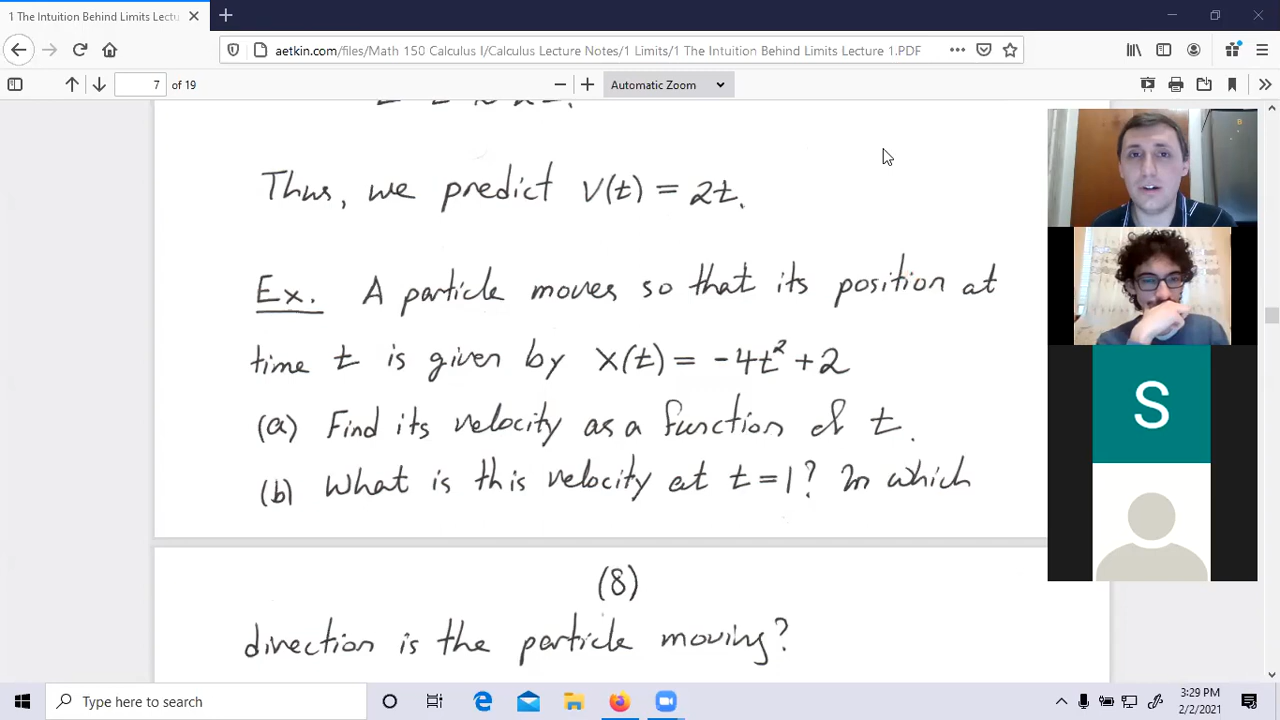 1 The Intuition Behind Limits Lectu
aetkin.com/files/Math 150 Calculus I/Calculus Lecture Notes/1 Limits/1 The Intuition Behind Limits Lecture 1.PDF
7 of 19
Automatic Zoom
Thus, we predict V(t) = 2t.
Ex. A particle moves so that its position at
time t is given by X(t) = -4t² + 2
(a) Find its velocity as a function of t.
(b) What is this velocity at t=1? In which
S
(8)
direction is the particle moving?
Type here to search
3:29 PM
2/2/2021